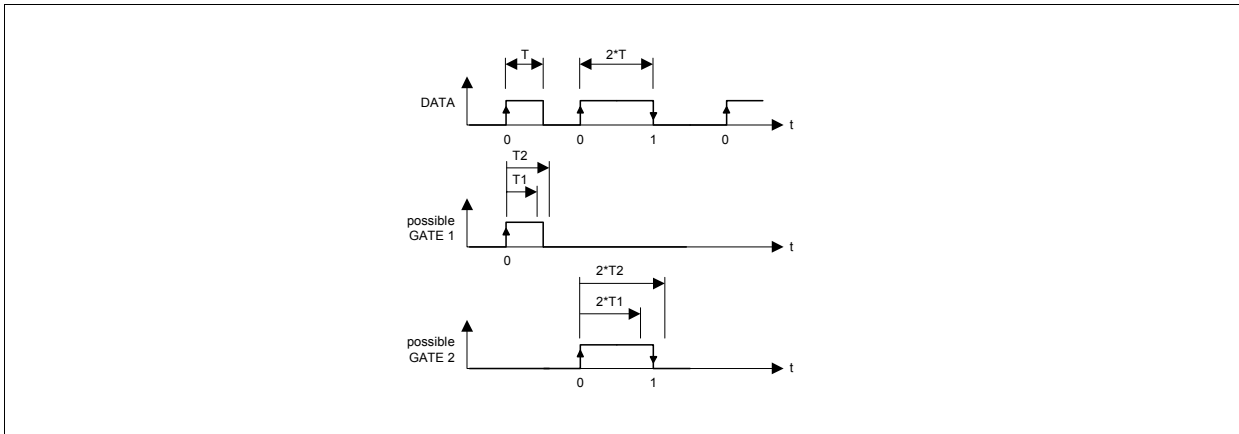 T 2*T
DATA
t
0 0 1 0
T2
T1
possible
GATE 1
t
0
2*T2
2*T1
possible
GATE 2
t
0 1